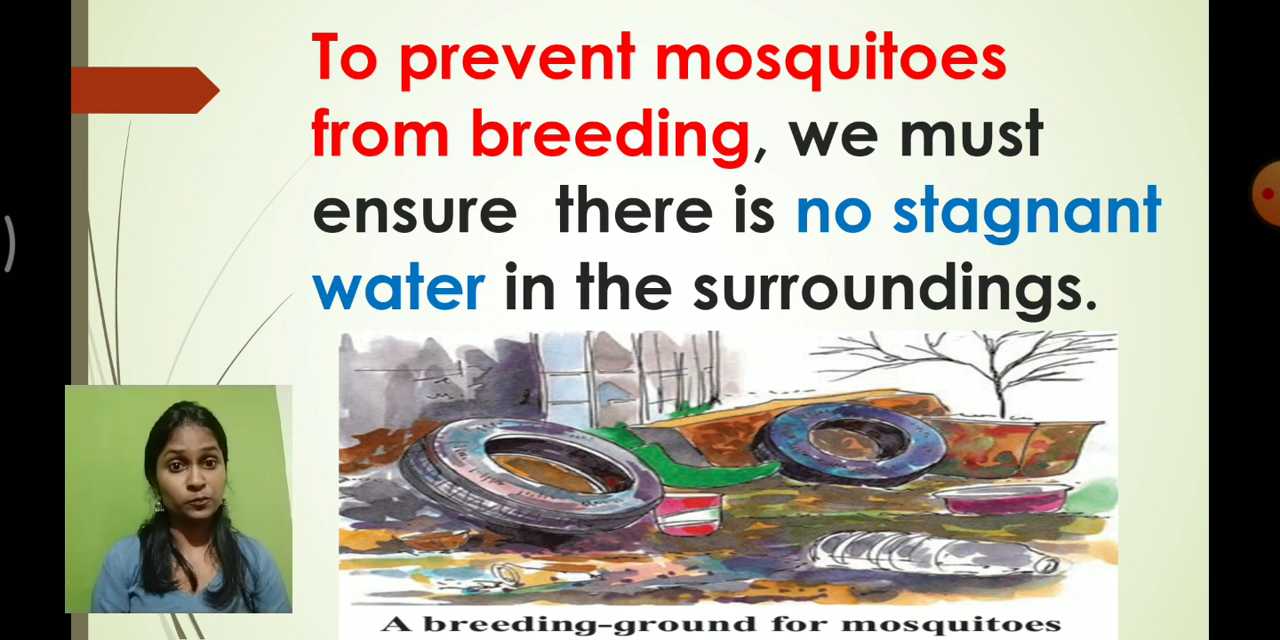 To prevent mosquitoes
from breeding, we must
ensure there is no stagnant
water in the surroundings.
A breeding-ground for mosquitoes